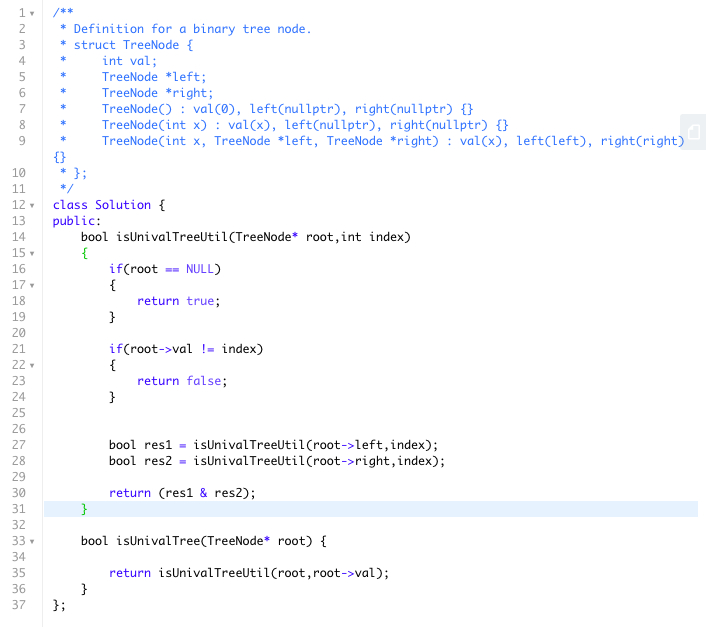 1 /**
2  * Definition for a binary tree node.
3  * struct TreeNode {
4  *     int val;
5  *     TreeNode *left;
6  *     TreeNode *right;
7  *     TreeNode() : val(0), left(nullptr), right(nullptr) {}
8  *     TreeNode(int x) : val(x), left(nullptr), right(nullptr) {}
9  *     TreeNode(int x, TreeNode *left, TreeNode *right) : val(x), left(left), right(right)
{}
10  * };
11  */
12 class Solution {
13 public:
14     bool isUnivalTreeUtil(TreeNode* root,int index)
15     {
16         if(root == NULL)
17         {
18             return true;
19         }
20
21         if(root->val != index)
22         {
23             return false;
24         }
25
26
27         bool res1 = isUnivalTreeUtil(root->left,index);
28         bool res2 = isUnivalTreeUtil(root->right,index);
29
30         return (res1 & res2);
31     }
32
33     bool isUnivalTree(TreeNode* root) {
34
35         return isUnivalTreeUtil(root,root->val);
36     }
37 };